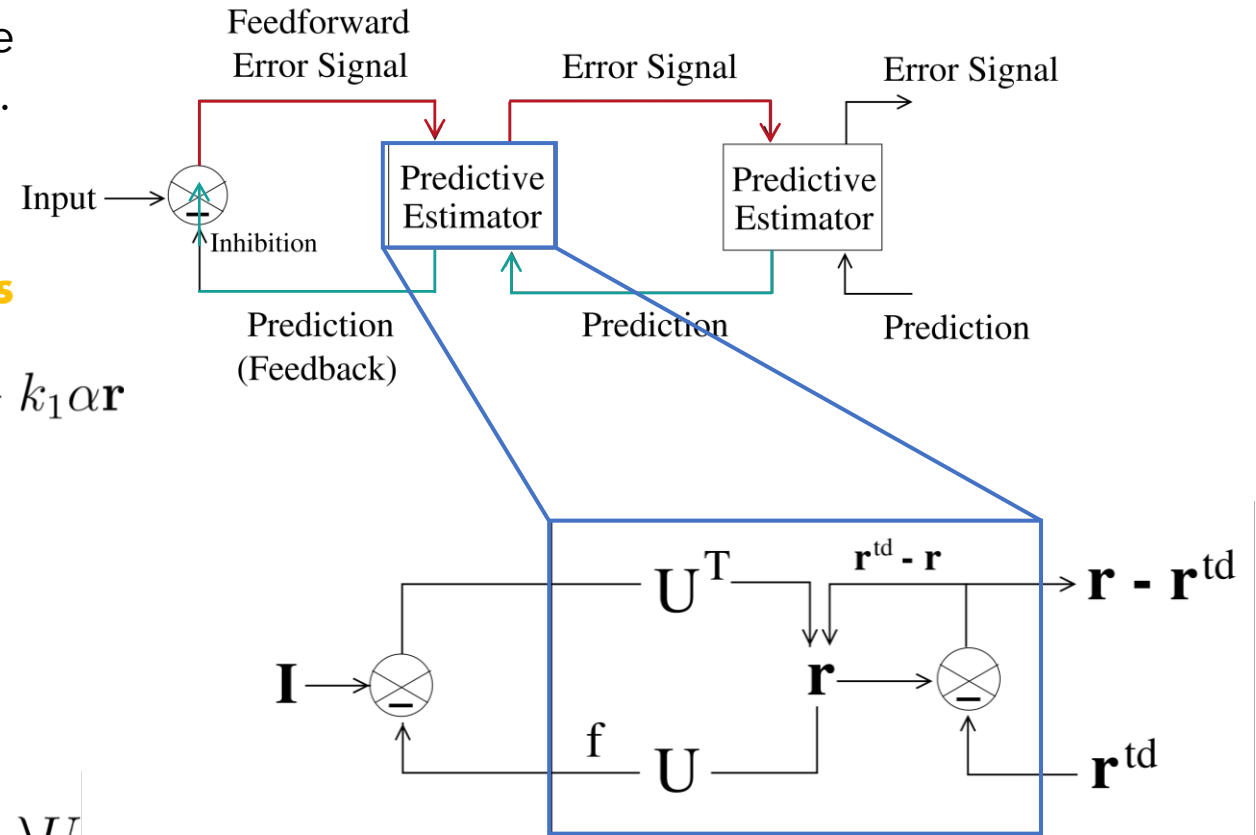 e
.
s
k₁αr
Feedforward
Error Signal
Error Signal
Error Signal
Input
Inhibition
Predictive
Estimator
Predictive
Estimator
Prediction
(Feedback)
Prediction
Prediction
Uᵀ
rᵗᵈ - r
r - rᵗᵈ
I
r
f
U
rᵗᵈ